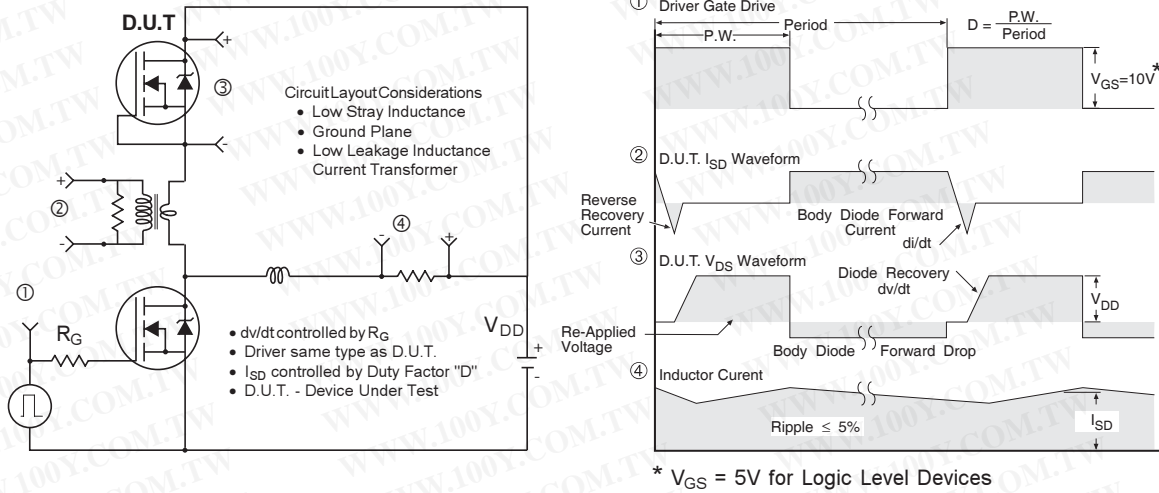 D.U.T
+
③
-
Circuit Layout Considerations
• Low Stray Inductance
• Ground Plane
• Low Leakage Inductance
Current Transformer
+
②
-
④
-
+
①
R_G
V_DD
+
-
• dv/dt controlled by R_G
• Driver same type as D.U.T.
• I_SD controlled by Duty Factor "D"
• D.U.T. - Device Under Test
① Driver Gate Drive
P.W.
Period
D = P.W. / Period
V_GS=10V *
② D.U.T. I_SD Waveform
Reverse
Recovery
Current
Body Diode Forward
Current
di/dt
③ D.U.T. V_DS Waveform
Diode Recovery
dv/dt
V_DD
Re-Applied
Voltage
Body Diode Forward Drop
④ Inductor Curent
Ripple ≤ 5%
I_SD
* V_GS = 5V for Logic Level Devices
WWW.100Y.COM.TW